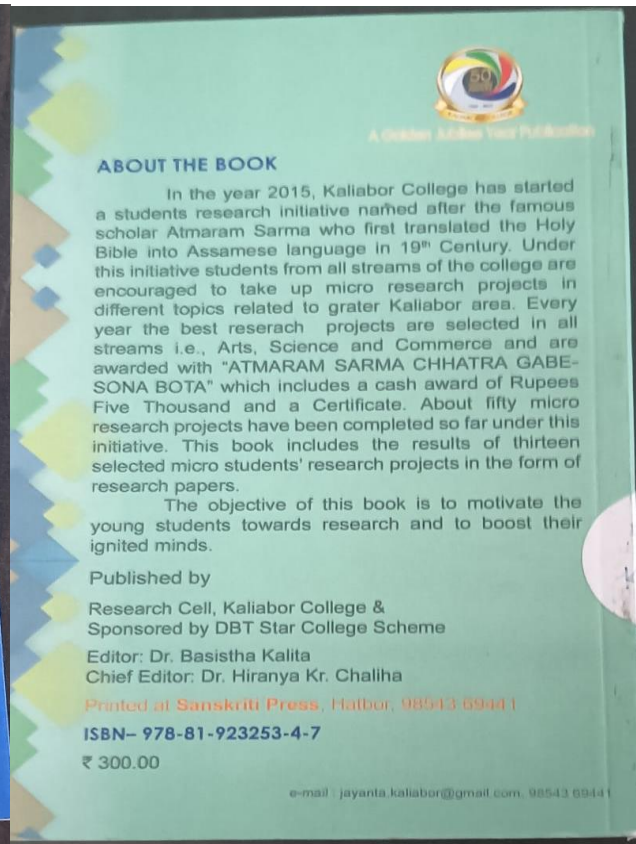 50
A Golden Jubilee Year Publication
ABOUT THE BOOK
In the year 2015, Kaliabor College has started
a students research initiative named after the famous
scholar Atmaram Sarma who first translated the Holy
Bible into Assamese language in 19th Century. Under
this initiative students from all streams of the college are
encouraged to take up micro research projects in
different topics related to grater Kaliabor area. Every
year the best reserach projects are selected in all
streams i.e., Arts, Science and Commerce and are
awarded with "ATMARAM SARMA CHHATRA GABE-
SONA BOTA" which includes a cash award of Rupees
Five Thousand and a Certificate. About fifty micro
research projects have been completed so far under this
initiative. This book includes the results of thirteen
selected micro students' research projects in the form of
research papers.
The objective of this book is to motivate the
young students towards research and to boost their
ignited minds.
Published by
Research Cell, Kaliabor College &
Sponsored by DBT Star College Scheme
Editor: Dr. Basistha Kalita
Chief Editor: Dr. Hiranya Kr. Chaliha
Printed at Sanskriti Press, Hatbor, 98543 69441
ISBN– 978-81-923253-4-7
₹ 300.00
e-mail : jayanta.kaliabor@gmail.com, 98543 69441